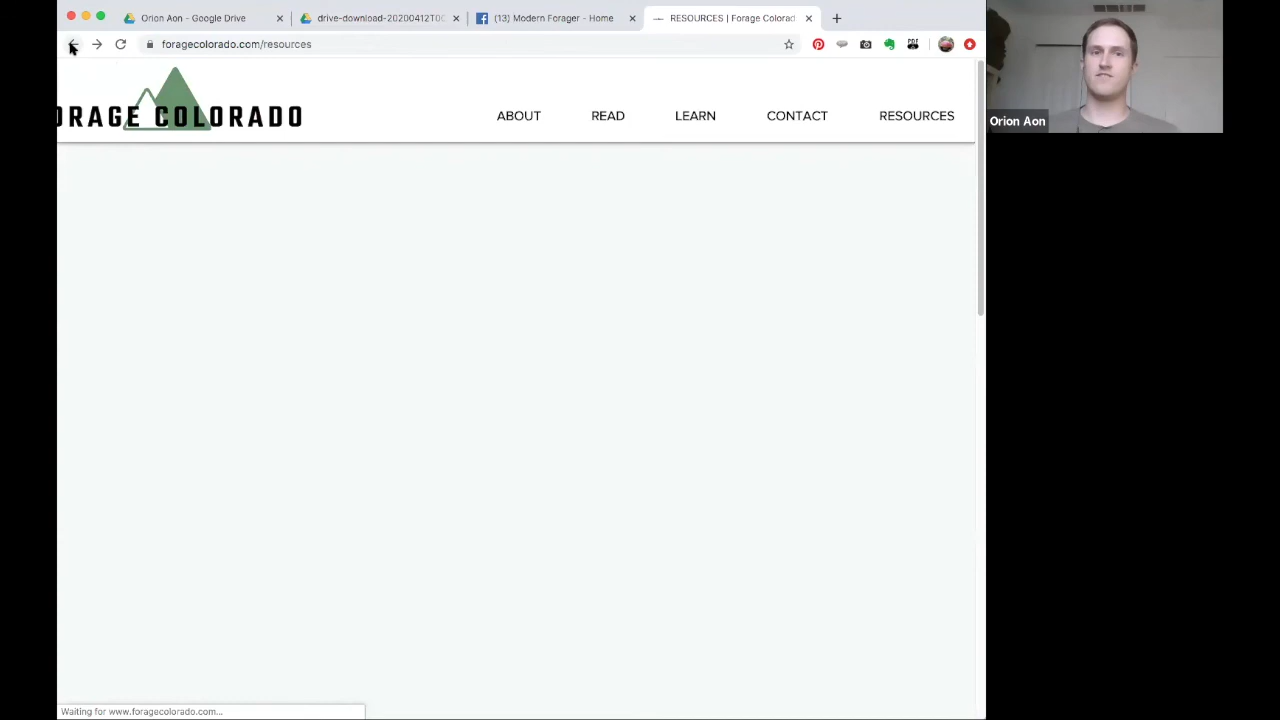 Orion Aon - Google Drive
drive-download-20200412T0
(13) Modern Forager - Home
RESOURCES | Forage Colorad
foragecolorado.com/resources
PDF
ORAGE COLORADO
ABOUT
READ
LEARN
CONTACT
RESOURCES
Orion Aon
Waiting for www.foragecolorado.com...